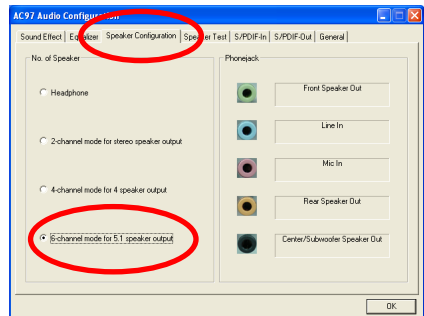 AC97 Audio Configuration
Sound Effect Equalizer Speaker Configuration Speaker Test S/PDIF-In S/PDIF-Out General
No. of Speaker
Phonejack
Headphone
Front Speaker Out
Line In
2-channel mode for stereo speaker output
Mic In
4-channel mode for 4 speaker output
Rear Speaker Out
6-channel mode for 5.1 speaker output
Center/Subwoofer Speaker Out
OK